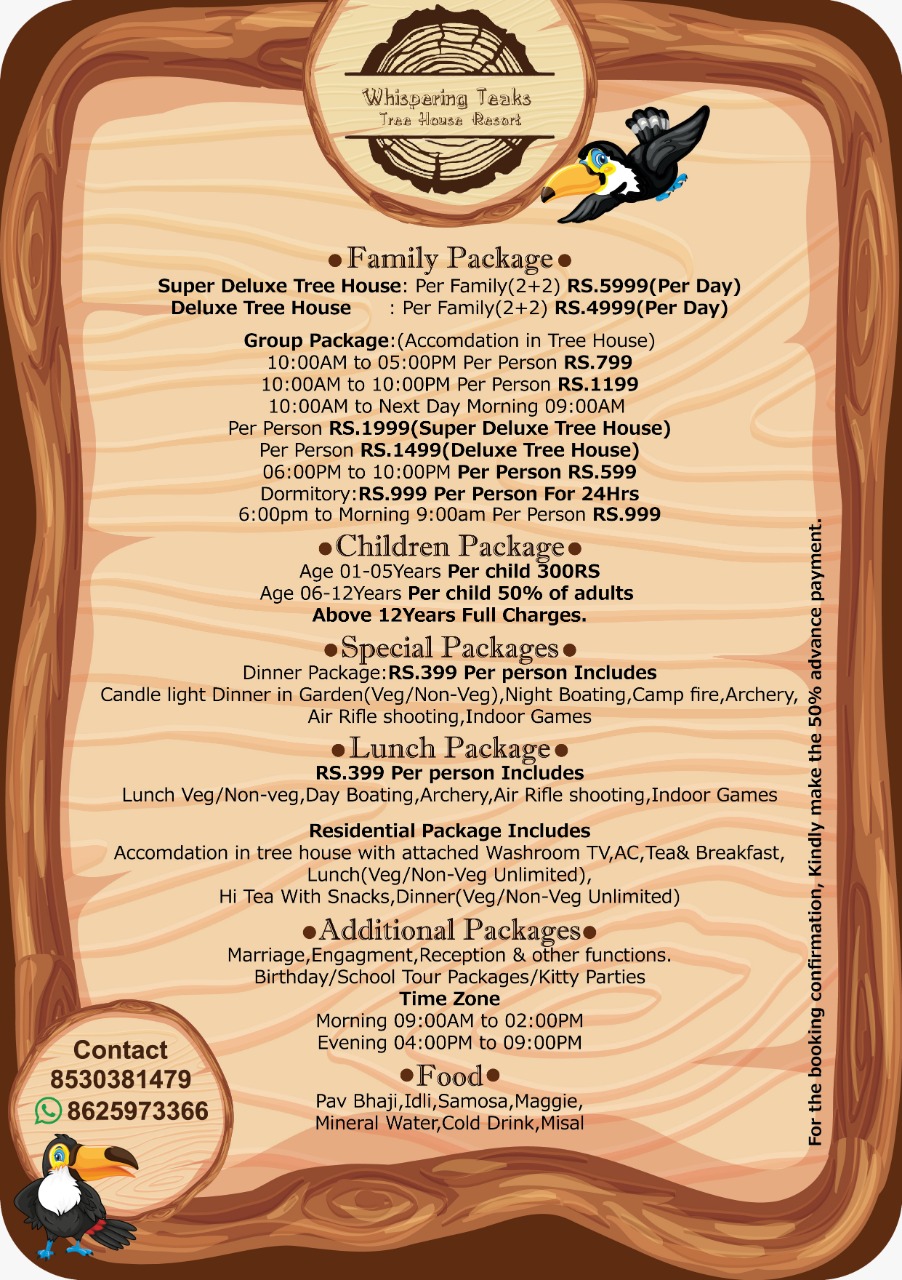 Whispering Teaks
Tree House Resort
•Family Package•
Super Deluxe Tree House: Per Family(2+2) RS.5999(Per Day)
Deluxe Tree House : Per Family(2+2) RS.4999(Per Day)
Group Package:(Accomdation in Tree House)
10:00AM to 05:00PM Per Person RS.799
10:00AM to 10:00PM Per Person RS.1199
10:00AM to Next Day Morning 09:00AM
Per Person RS.1999(Super Deluxe Tree House)
Per Person RS.1499(Deluxe Tree House)
06:00PM to 10:00PM Per Person RS.599
Dormitory:RS.999 Per Person For 24Hrs
6:00pm to Morning 9:00am Per Person RS.999
•Children Package•
Age 01-05Years Per child 300RS
Age 06-12Years Per child 50% of adults
Above 12Years Full Charges.
•Special Packages•
Dinner Package:RS.399 Per person Includes
Candle light Dinner in Garden(Veg/Non-Veg),Night Boating,Camp fire,Archery,
Air Rifle shooting,Indoor Games
•Lunch Package•
RS.399 Per person Includes
Lunch Veg/Non-veg,Day Boating,Archery,Air Rifle shooting,Indoor Games
Residential Package Includes
Accomdation in tree house with attached Washroom TV,AC,Tea& Breakfast,
Lunch(Veg/Non-Veg Unlimited),
Hi Tea With Snacks,Dinner(Veg/Non-Veg Unlimited)
•Additional Packages•
Marriage,Engagment,Reception & other functions.
Birthday/School Tour Packages/Kitty Parties
Time Zone
Morning 09:00AM to 02:00PM
Evening 04:00PM to 09:00PM
•Food•
Pav Bhaji,Idli,Samosa,Maggie,
Mineral Water,Cold Drink,Misal
For the booking confirmation, Kindly make the 50% advance payment.
Contact
8530381479
8625973366